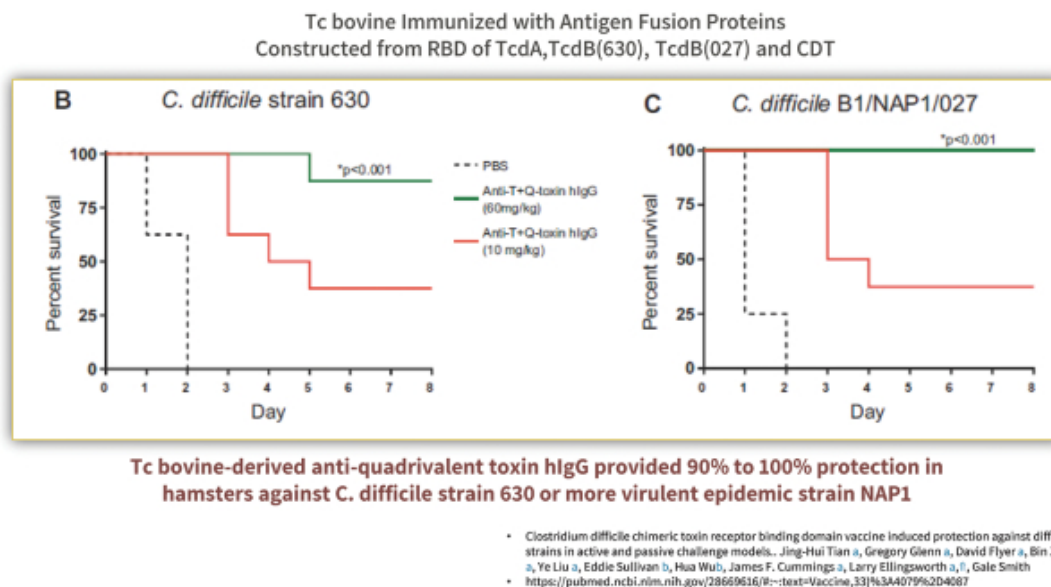 Tc bovine Immunized with Antigen Fusion Proteins
Constructed from RBD of TcdA,TcdB(630), TcdB(027) and CDT
B
C. difficile strain 630
100
75
50
25
0
Percent survival
0 1 2 3 4 5 6 7 8
Day
*p<0.001
PBS
Anti-T+Q-toxin hIgG
(60mg/kg)
Anti-T+Q-toxin hIgG
(10 mg/kg)
C
C. difficile B1/NAP1/027
*p<0.001
100
75
50
25
0
Percent survival
0 1 2 3 4 5 6 7 8
Day
Tc bovine-derived anti-quadrivalent toxin hIgG provided 90% to 100% protection in
hamsters against C. difficile strain 630 or more virulent epidemic strain NAP1
• Clostridium difficile chimeric toxin receptor binding domain vaccine induced protection against diff
strains in active and passive challenge models.. Jing-Hui Tian a, Gregory Glenn a, David Flyer a, Bin
a, Ye Liu a, Eddie Sullivan b, Hua Wub, James F. Cummings a, Larry Ellingsworth a, Gale Smith
• https://pubmed.ncbi.nlm.nih.gov/28669616/#:~:text=Vaccine,33)%3A4079%2D4087